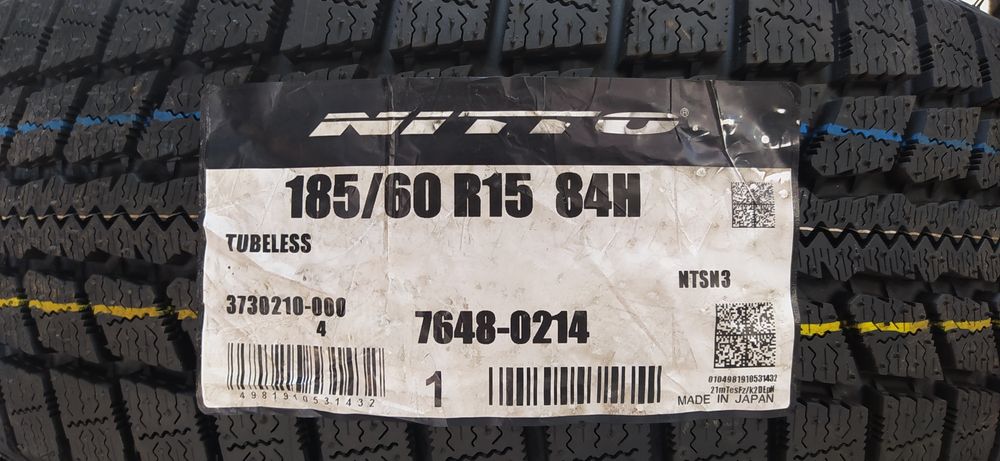 NITTO®
185/60 R15 84H
TUBELESS
NTSN3
3730210-000
4
7648-0214
1
4981910531432
0104981910531432
MADE IN JAPAN